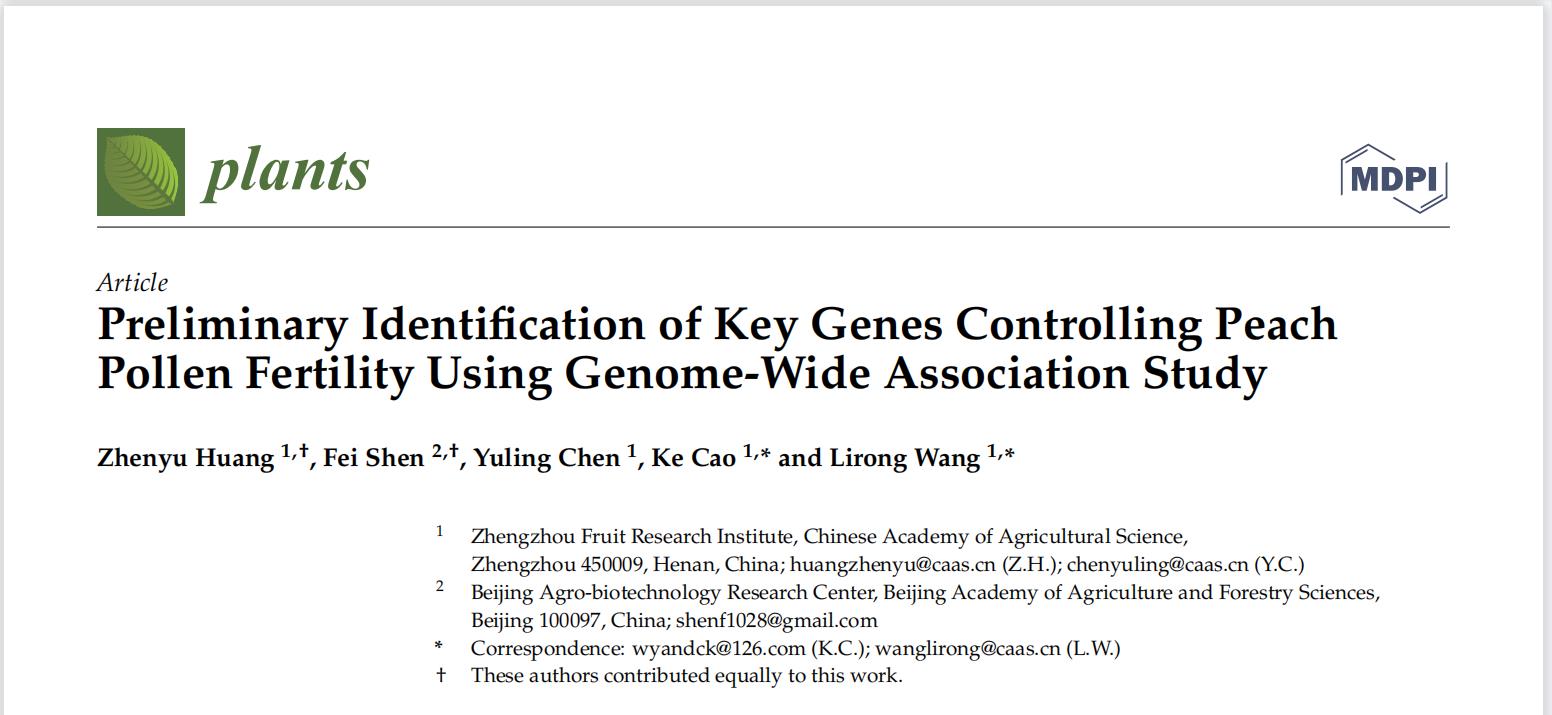 plants
MDPI
Article
Preliminary Identification of Key Genes Controlling Peach
Pollen Fertility Using Genome-Wide Association Study
Zhenyu Huang 1,†, Fei Shen 2,†, Yuling Chen 1, Ke Cao 1,* and Lirong Wang 1,*
1 Zhengzhou Fruit Research Institute, Chinese Academy of Agricultural Science,
Zhengzhou 450009, Henan, China; huangzhenyu@caas.cn (Z.H.); chenyuling@caas.cn (Y.C.)
2 Beijing Agro-biotechnology Research Center, Beijing Academy of Agriculture and Forestry Sciences,
Beijing 100097, China; shenf1028@gmail.com
* Correspondence: wyandck@126.com (K.C.); wanglirong@caas.cn (L.W.)
† These authors contributed equally to this work.